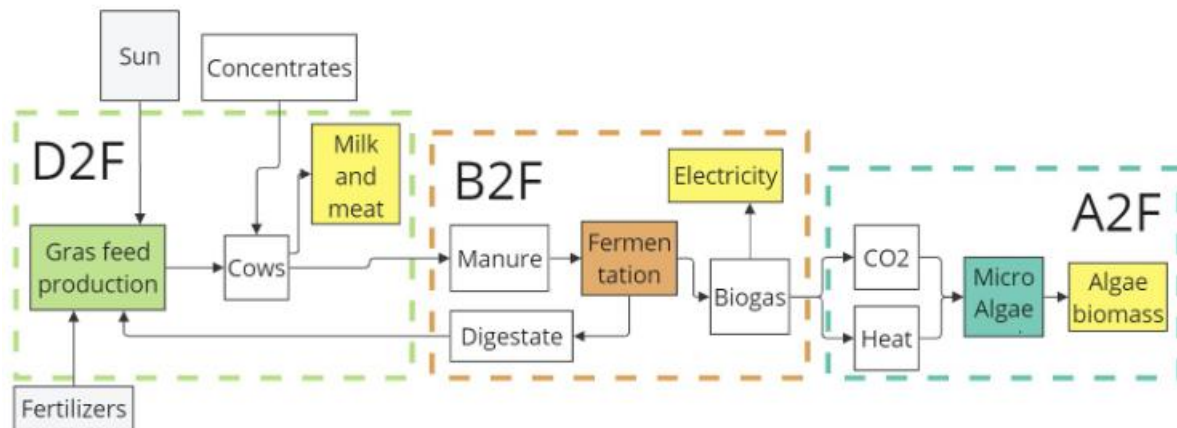 Sun
Concentrates
D2F
Milk
and
meat
Gras feed
production
Cows
Fertilizers
B2F
Electricity
Manure
Fermen
tation
Biogas
Digestate
A2F
CO2
Heat
Micro
Algae
Algae
biomass